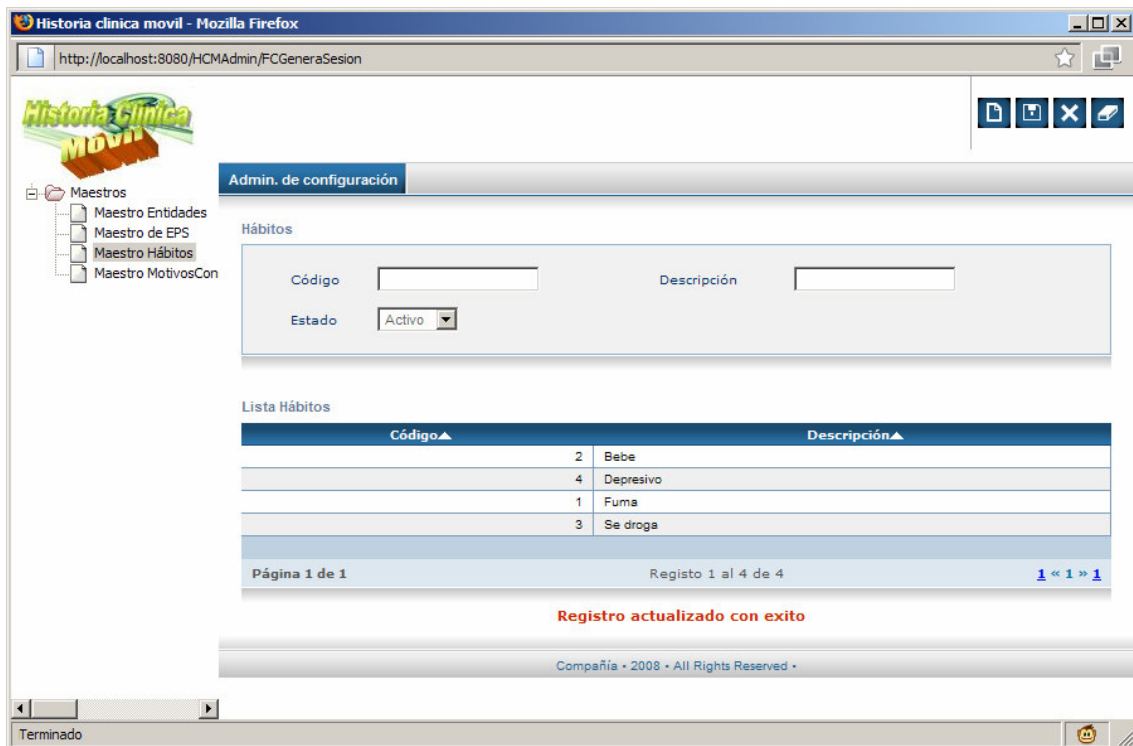 Historia clinica movil - Mozilla Firefox
http://localhost:8080/HCMAdmin/FCGeneraSesion
Historia Clinica
Movil
Maestros
Maestro Entidades
Maestro de EPS
Maestro Hábitos
Maestro MotivosCon
Admin. de configuración
Hábitos
Código
Descripción
Estado
Activo
Lista Hábitos
Código Descripción
2 Bebe
4 Depresivo
1 Fuma
3 Se droga
Página 1 de 1 Registo 1 al 4 de 4 1 « 1 » 1
Registro actualizado con exito
Compañía • 2008 • All Rights Reserved •
Terminado